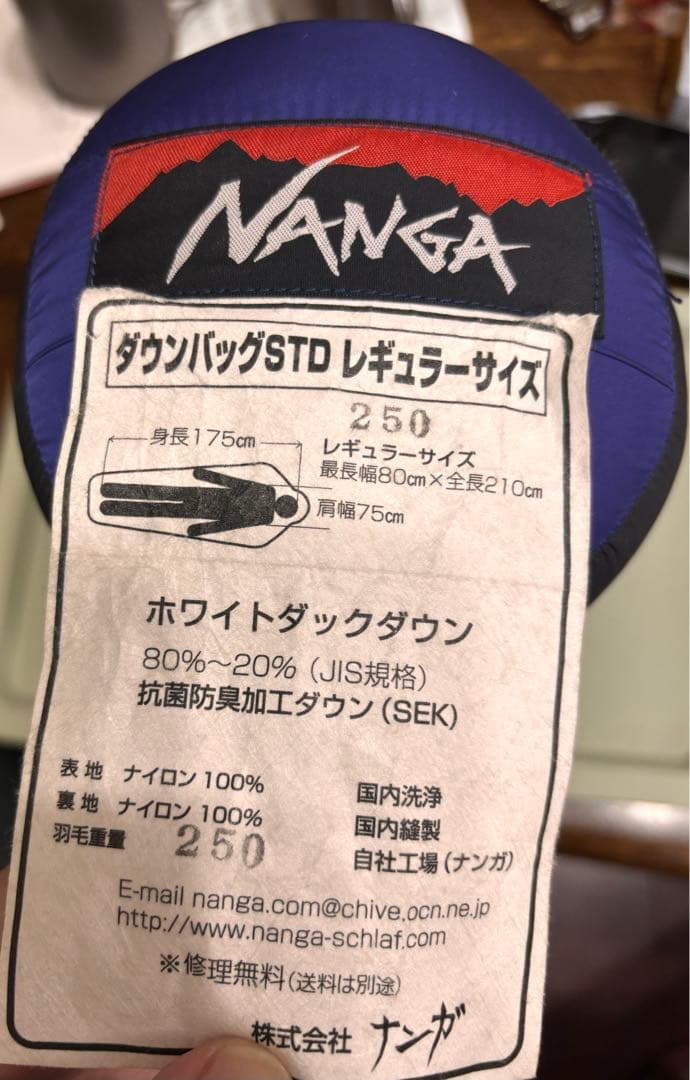 NANGA
ダウンバッグSTD レギュラーサイズ
250
身長175㎝
レギュラーサイズ
最長幅80㎝×全長210㎝
肩幅75㎝
ホワイトダックダウン
80%～20%（JIS規格）
抗菌防臭加工ダウン（SEK）
表地 ナイロン 100%
裏地 ナイロン 100%
羽毛重量 250
国内洗浄
国内縫製
自社工場（ナンガ）
E-mail nanga.com@chive.ocn.ne.jp
http://www.nanga-schlaf.com
※修理無料（送料は別途）
株式会社 ナンガ